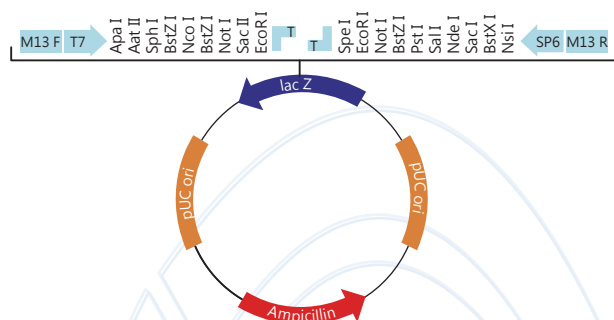 M13 F T7 Apa I Aat II Sph I BstZ I Nco I BstZ I Not I Sac II EcoR I T T Spe I EcoR I Not I BstZ I Pst I Sal I Nde I Sac I BstX I Nsi I SP6 M13 R
lac Z
pUC ori
pUC ori
Ampicillin